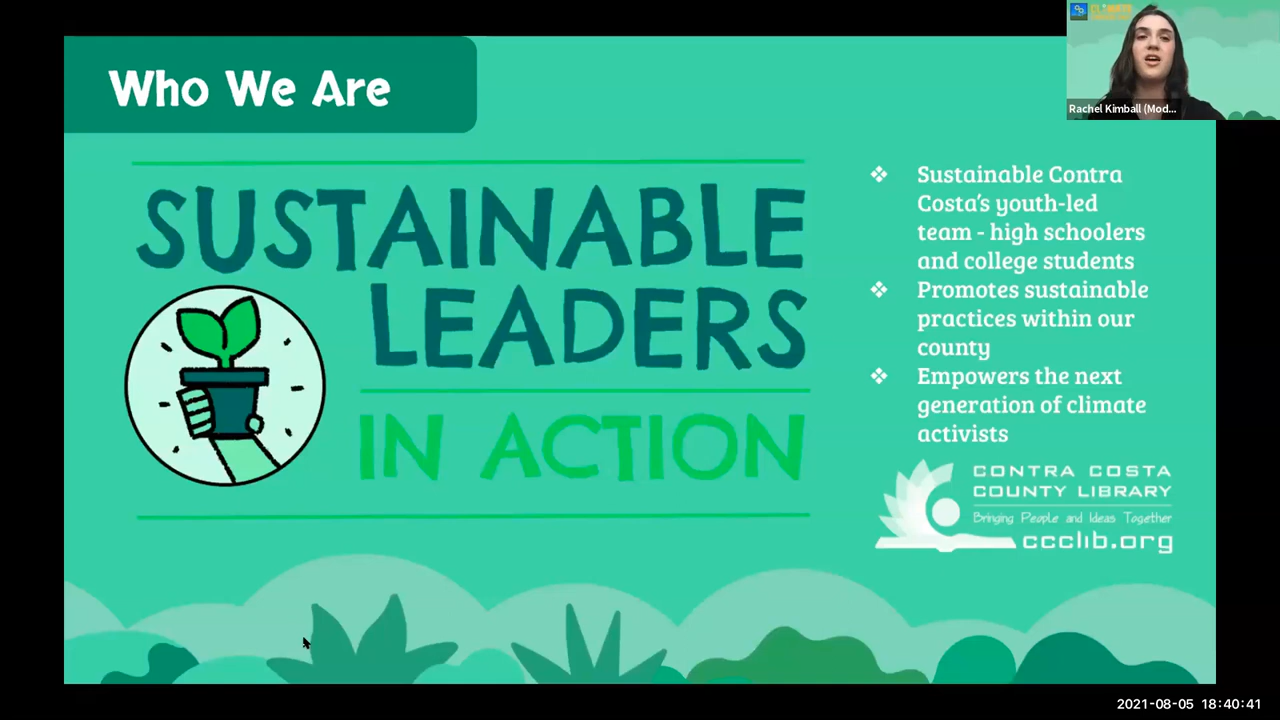 Who We Are
SUSTAINABLE
LEADERS
IN ACTION
❖ Sustainable Contra
Costa's youth-led
team - high schoolers
and college students
❖ Promotes sustainable
practices within our
county
❖ Empowers the next
generation of climate
activists
CONTRA COSTA
COUNTY LIBRARY
Bringing People and Ideas Together
ccclib.org
Rachel Kimball (Mod...
2021-08-05 18:40:41